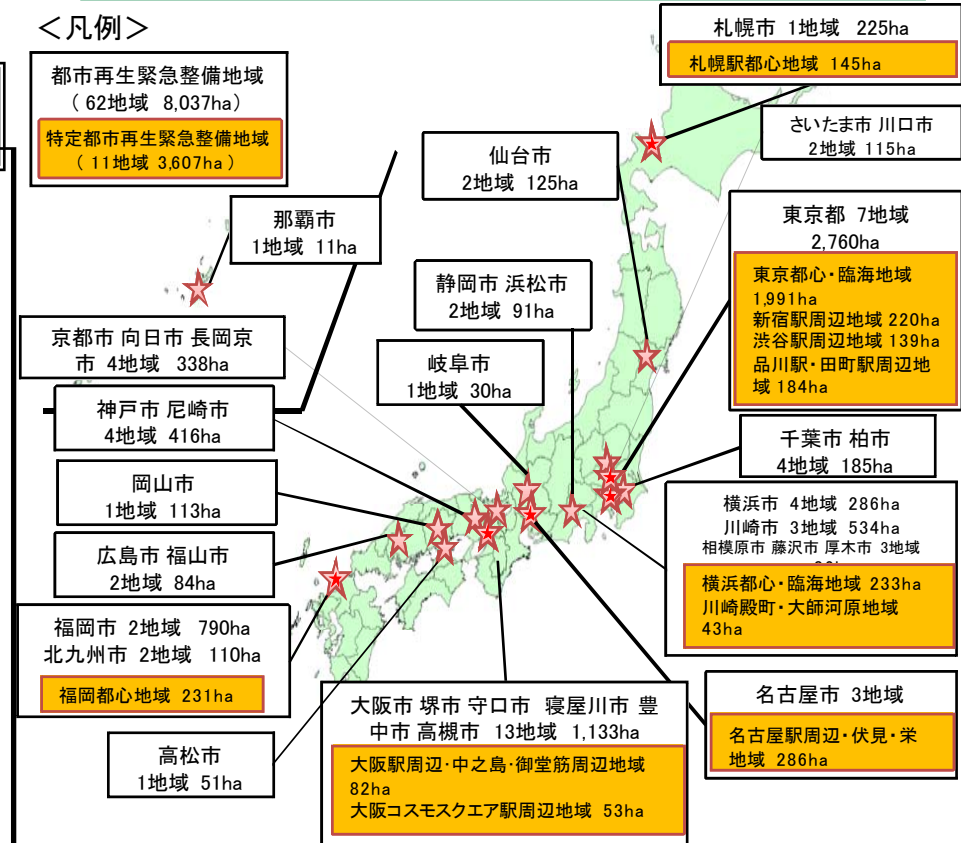 ＜凡例＞
都市再生緊急整備地域
（ 62地域 8,037ha）
特定都市再生緊急整備地域
（ 11地域 3,607ha ）
札幌市 1地域 225ha
札幌駅都心地域 145ha
さいたま市 川口市
2地域 115ha
仙台市
2地域 125ha
那覇市
1地域 11ha
東京都 7地域
2,760ha
東京都心・臨海地域
1,991ha
新宿駅周辺地域 220ha
渋谷駅周辺地域 139ha
品川駅・田町駅周辺地
域 184ha
静岡市 浜松市
2地域 91ha
京都市 向日市 長岡京
市 4地域 338ha
岐阜市
1地域 30ha
神戸市 尼崎市
4地域 416ha
千葉市 柏市
4地域 185ha
岡山市
1地域 113ha
横浜市 4地域 286ha
川崎市 3地域 534ha
相模原市 藤沢市 厚木市 3地域
横浜都心・臨海地域 233ha
川崎殿町・大師河原地域
43ha
広島市 福山市
2地域 84ha
福岡市 2地域 790ha
北九州市 2地域 110ha
福岡都心地域 231ha
大阪市 堺市 守口市 寝屋川市 豊
中市 高槻市 13地域 1,133ha
大阪駅周辺・中之島・御堂筋周辺地域
82ha
大阪コスモスクエア駅周辺地域 53ha
名古屋市 3地域
名古屋駅周辺・伏見・栄
地域 286ha
高松市
1地域 51ha